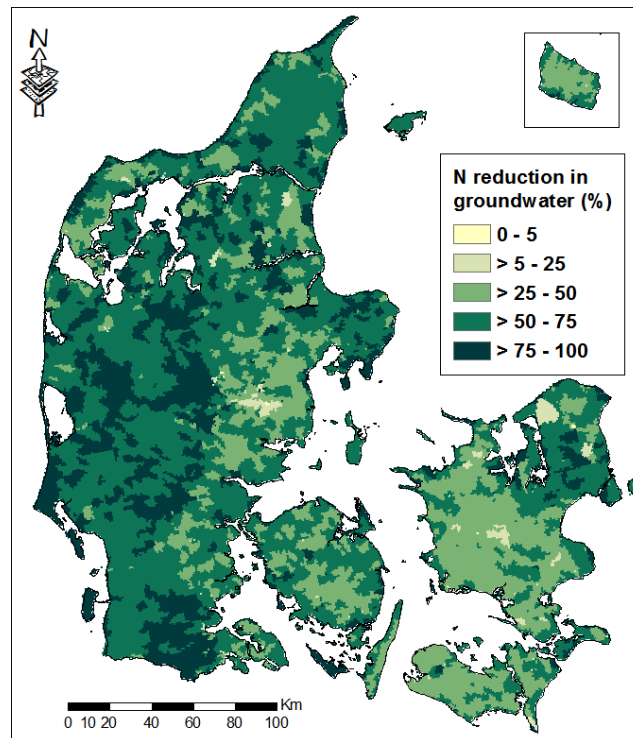 N
N reduction in
groundwater (%)
0 - 5
> 5 - 25
> 25 - 50
> 50 - 75
> 75 - 100
Km
0 10 20 40 60 80 100